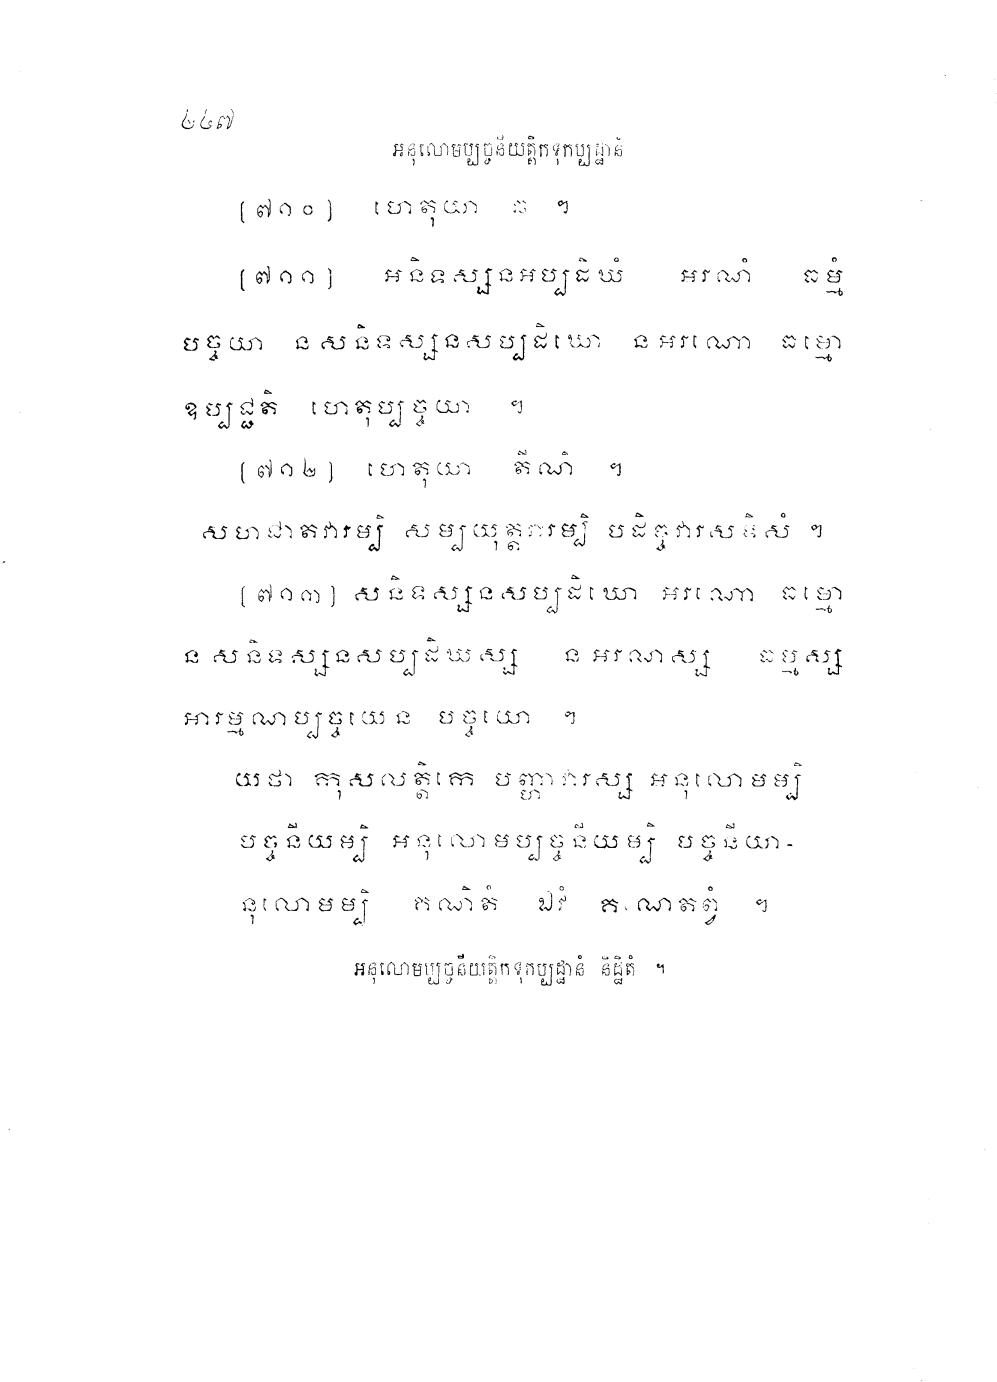 ៤៤៧
អនុលោមប្បច្ចនីយត្តិកទុកប្បដ្ឋានំ
(៧១០) ហេតុយា ឆ ។
(៧១១) អនិទស្សនអប្បដិឃំ អរណំ ធម្មំ
បច្ចយា ន សនិទស្សនសប្បដិឃោ ន អរណោ ធម្មោ
ឧប្បជ្ជតិ ហេតុប្បច្ចយា ។
(៧១២) ហេតុយា តីណិ ។
សហជាតវារម្បិ សម្បយុត្តវារម្បិ បដិច្ចវារសទិសំ ។
(៧១៣) សនិទស្សនសប្បដិឃោ អរណោ ធម្មោ
ន សនិទស្សនសប្បដិឃស្ស ន អរណស្ស ធម្មស្ស
អារម្មណប្បច្ចយេន បច្ចយោ ។
យថា កុសលត្តិកេ បញ្ហាវារស្ស អនុលោមម្បិ
បច្ចនីយម្បិ អនុលោមប្បច្ចនីយម្បិ បច្ចនីយា-
នុលោមម្បិ គណិតំ ឯវំ គណេតព្វំ ។
អនុលោមប្បច្ចនីយត្តិកទុកប្បដ្ឋានំ និដ្ឋិតំ ។